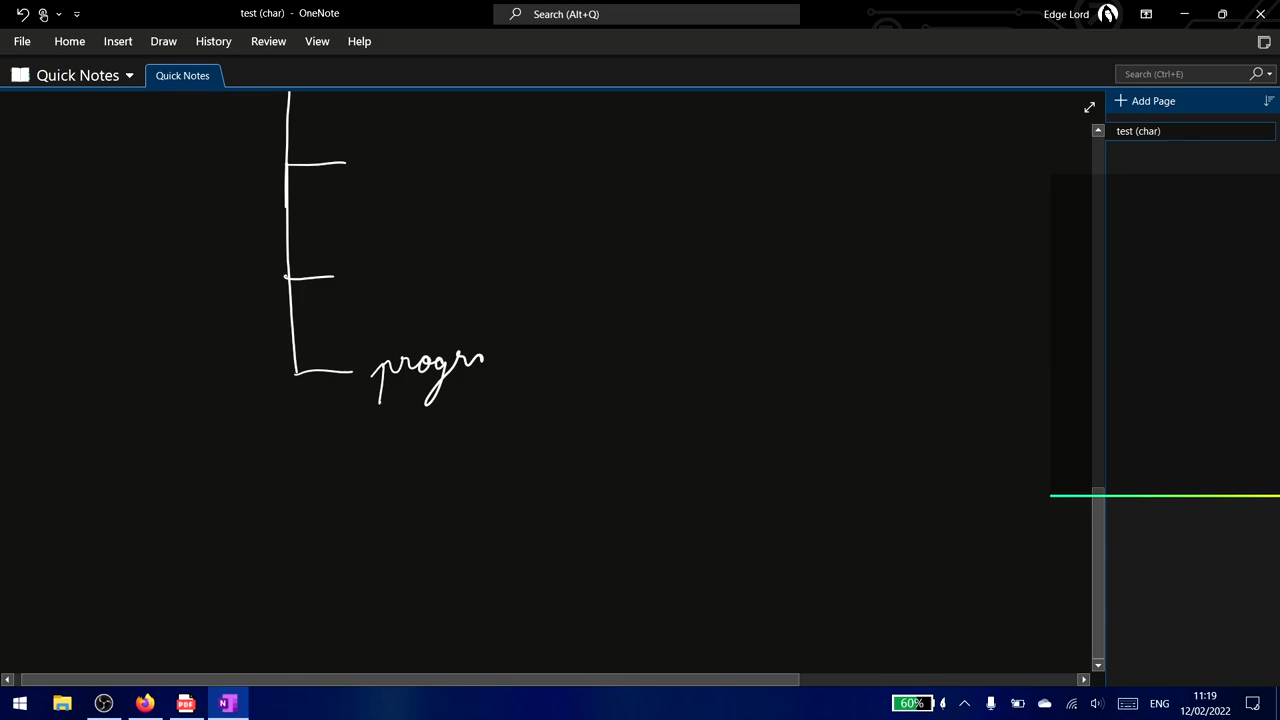 test (char) - OneNote
Search (Alt+Q)
Edge Lord
File Home Insert Draw History Review View Help
Quick Notes
Quick Notes
Search (Ctrl+E)
Add Page
test (char)
progr
60%
ENG
11:19
12/02/2022